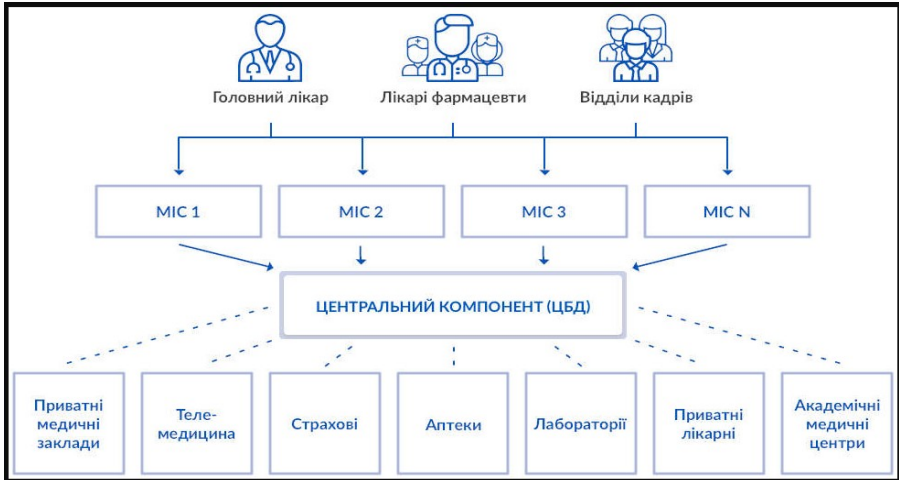 Головний лікар
Лікарі фармацевти
Відділи кадрів
МІС 1
МІС 2
МІС 3
МІС N
ЦЕНТРАЛЬНИЙ КОМПОНЕНТ (ЦБД)
Приватні
медичні
заклади
Теле-
медицина
Страхові
Аптеки
Лабораторії
Приватні
лікарні
Академічні
медичні
центри